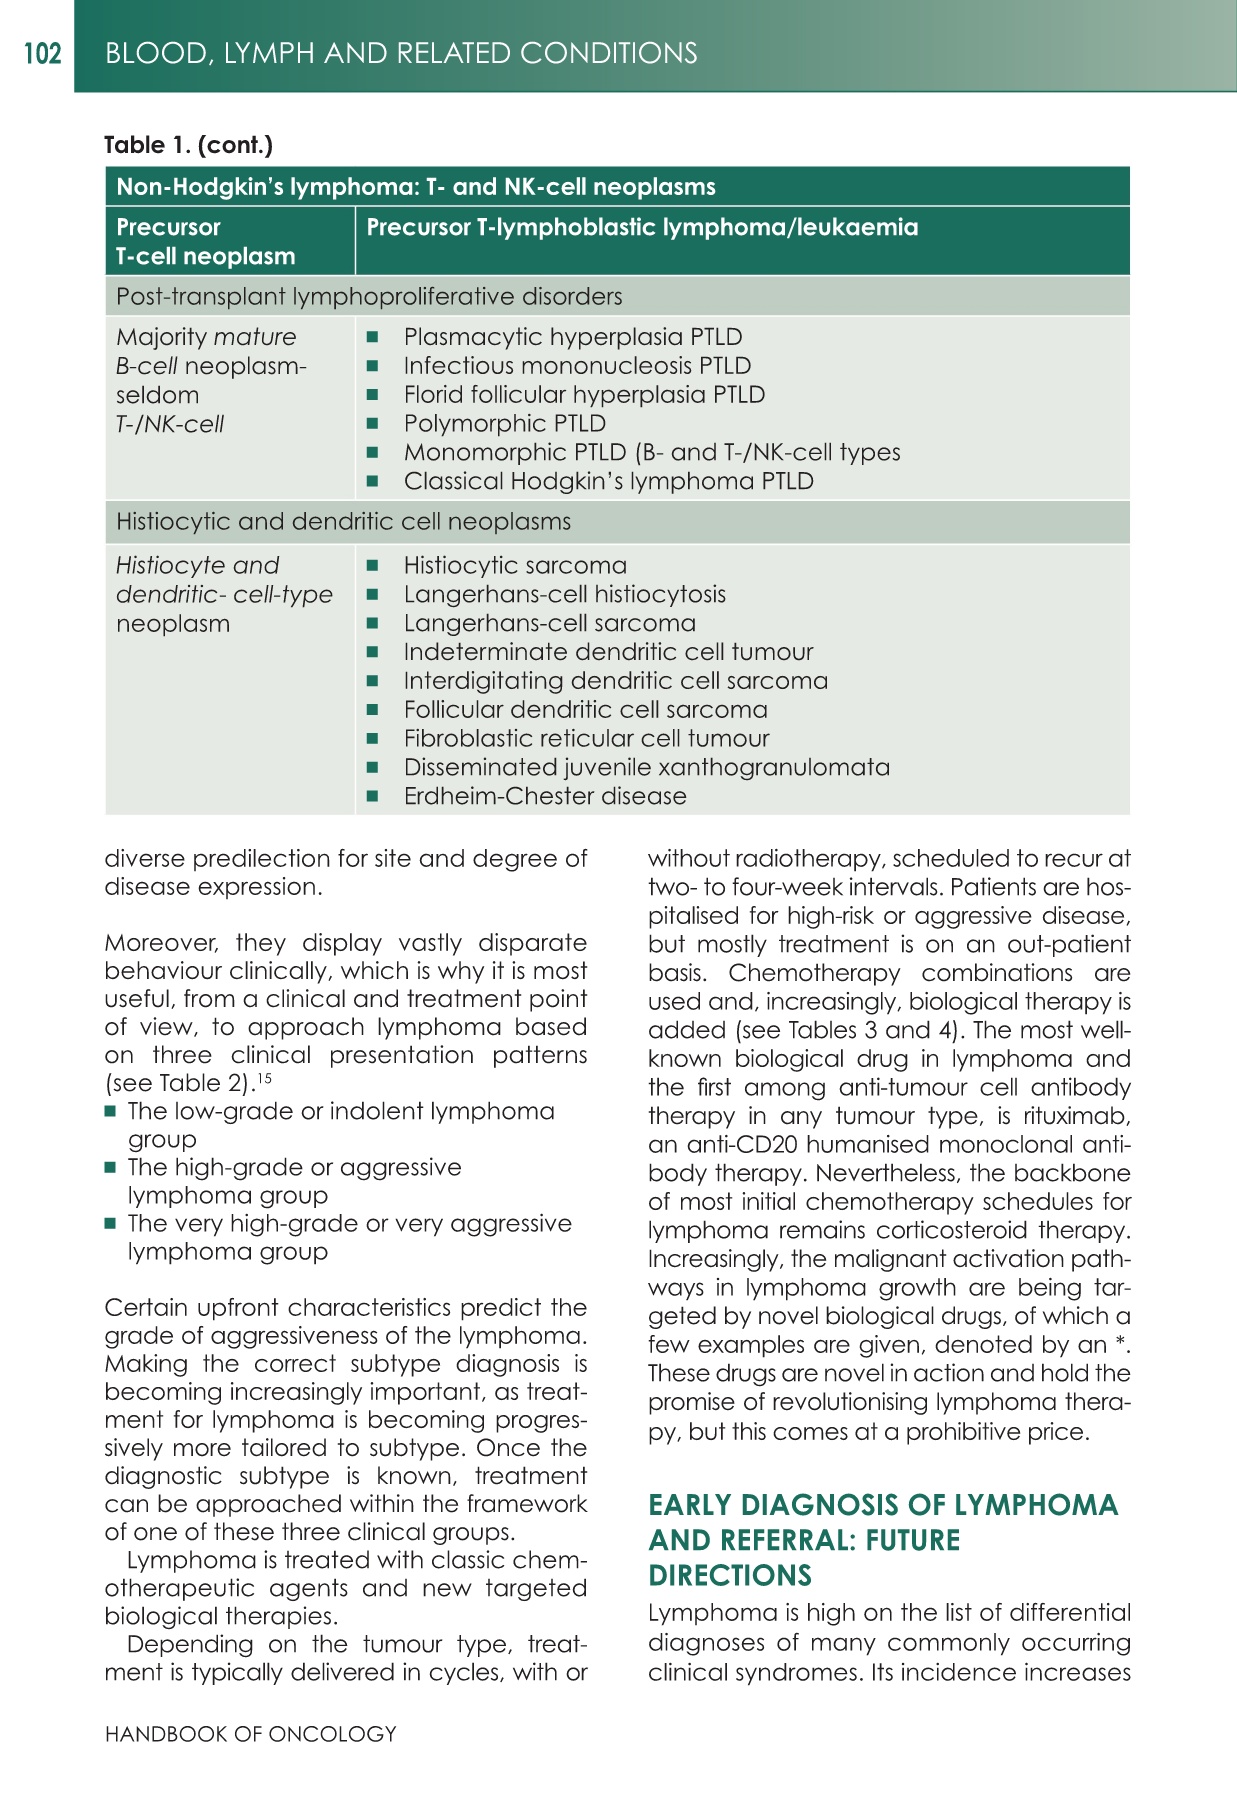 102
BLOOD, LYMPH AND RELATED CONDITIONS
Table 1. (cont.)
Non-Hodgkin's lymphoma: T- and NK-cell neoplasms
Precursor
T-cell neoplasm
Precursor T-lymphoblastic lymphoma/leukaemia
Post-transplant lymphoproliferative disorders
Majority mature
B-cell neoplasm-
seldom
T-/NK-cell
■ Plasmacytic hyperplasia PTLD
■ Infectious mononucleosis PTLD
■ Florid follicular hyperplasia PTLD
■ Polymorphic PTLD
■ Monomorphic PTLD (B- and T-/NK-cell types
■ Classical Hodgkin's lymphoma PTLD
Histiocytic and dendritic cell neoplasms
Histiocyte and
dendritic- cell-type
neoplasm
■ Histiocytic sarcoma
■ Langerhans-cell histiocytosis
■ Langerhans-cell sarcoma
■ Indeterminate dendritic cell tumour
■ Interdigitating dendritic cell sarcoma
■ Follicular dendritic cell sarcoma
■ Fibroblastic reticular cell tumour
■ Disseminated juvenile xanthogranulomata
■ Erdheim-Chester disease
diverse predilection for site and degree of
disease expression.
Moreover, they display vastly disparate
behaviour clinically, which is why it is most
useful, from a clinical and treatment point
of view, to approach lymphoma based
on three clinical presentation patterns
(see Table 2).15
■ The low-grade or indolent lymphoma
group
■ The high-grade or aggressive
lymphoma group
■ The very high-grade or very aggressive
lymphoma group
Certain upfront characteristics predict the
grade of aggressiveness of the lymphoma.
Making the correct subtype diagnosis is
becoming increasingly important, as treat-
ment for lymphoma is becoming progres-
sively more tailored to subtype. Once the
diagnostic subtype is known, treatment
can be approached within the framework
of one of these three clinical groups.
Lymphoma is treated with classic chem-
otherapeutic agents and new targeted
biological therapies.
Depending on the tumour type, treat-
ment is typically delivered in cycles, with or
without radiotherapy, scheduled to recur at
two- to four-week intervals. Patients are hos-
pitalised for high-risk or aggressive disease,
but mostly treatment is on an out-patient
basis. Chemotherapy combinations are
used and, increasingly, biological therapy is
added (see Tables 3 and 4). The most well-
known biological drug in lymphoma and
the first among anti-tumour cell antibody
therapy in any tumour type, is rituximab,
an anti-CD20 humanised monoclonal anti-
body therapy. Nevertheless, the backbone
of most initial chemotherapy schedules for
lymphoma remains corticosteroid therapy.
Increasingly, the malignant activation path-
ways in lymphoma growth are being tar-
geted by novel biological drugs, of which a
few examples are given, denoted by an *.
These drugs are novel in action and hold the
promise of revolutionising lymphoma thera-
py, but this comes at a prohibitive price.
EARLY DIAGNOSIS OF LYMPHOMA
AND REFERRAL: FUTURE
DIRECTIONS
Lymphoma is high on the list of differential
diagnoses of many commonly occurring
clinical syndromes. Its incidence increases
HANDBOOK OF ONCOLOGY